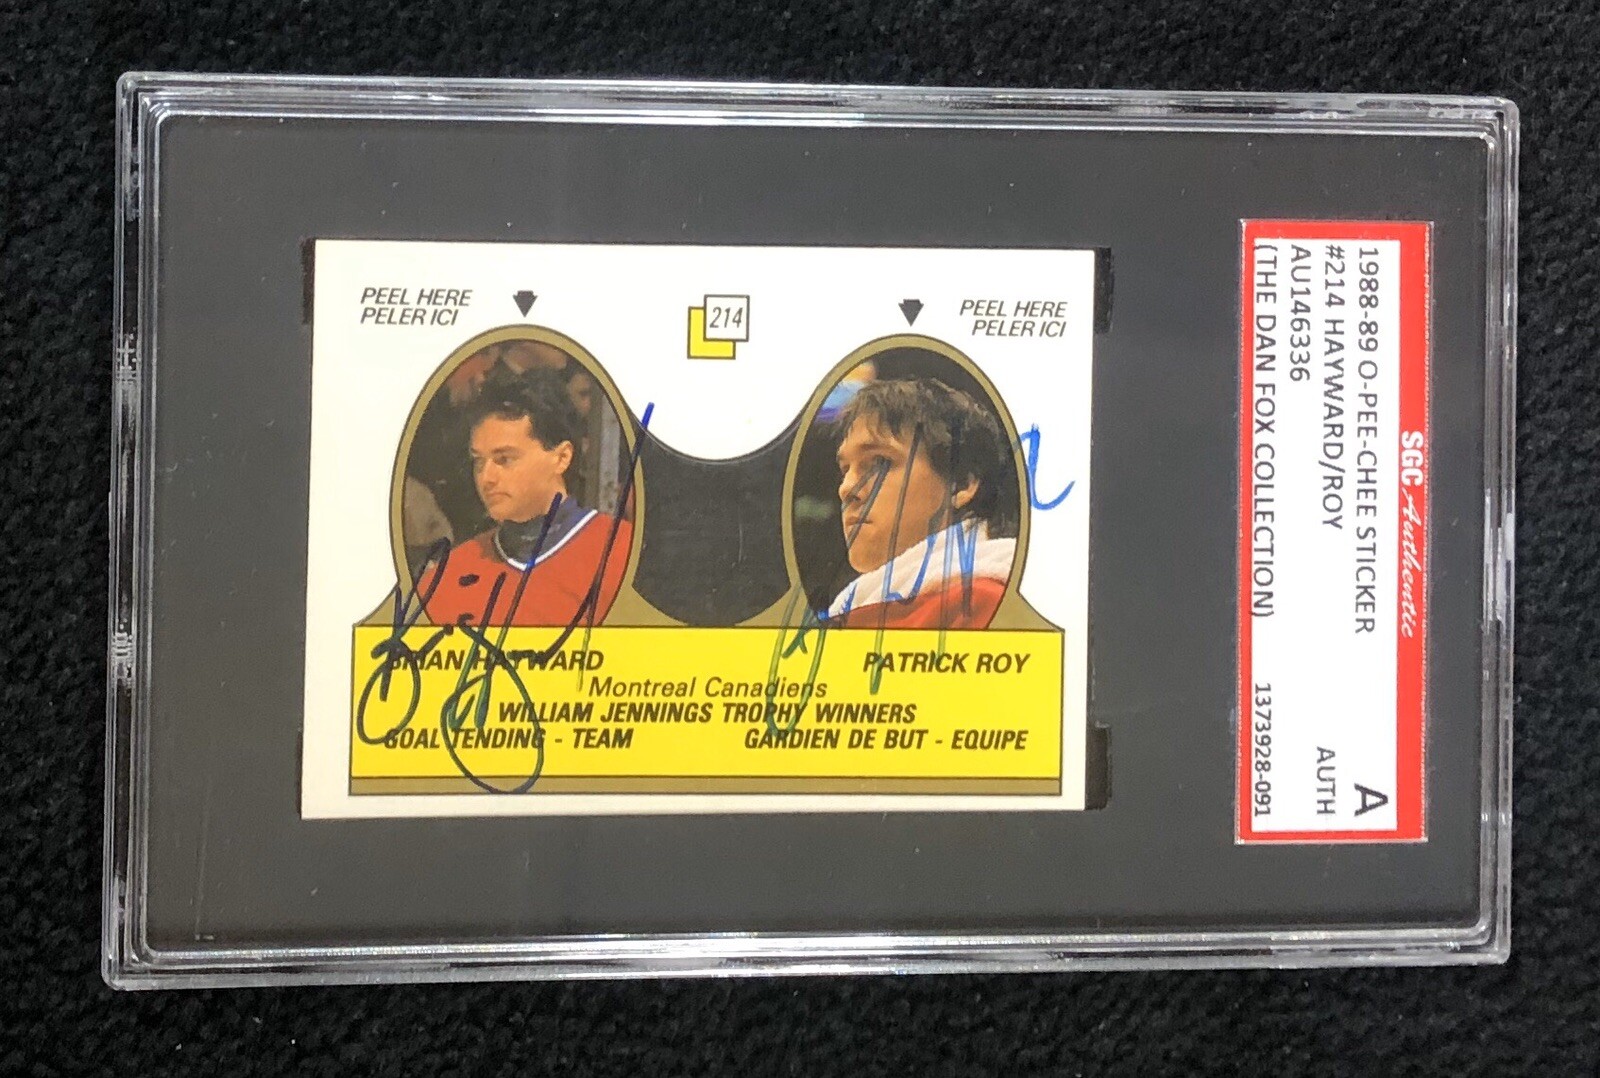 PEEL HERE
PELER ICI
214
PEEL HERE
PELER ICI
BRIAN HAYWARD
PATRICK ROY
Montreal Canadiens
WILLIAM JENNINGS TROPHY WINNERS
GOAL TENDING - TEAM
GARDIEN DE BUT - EQUIPE
SGC Authentic
1988-89 O-PEE-CHEE STICKER
#214 HAYWARD/ROY
AU146336
(THE DAN FOX COLLECTION)
A
AUTH
1373928-091